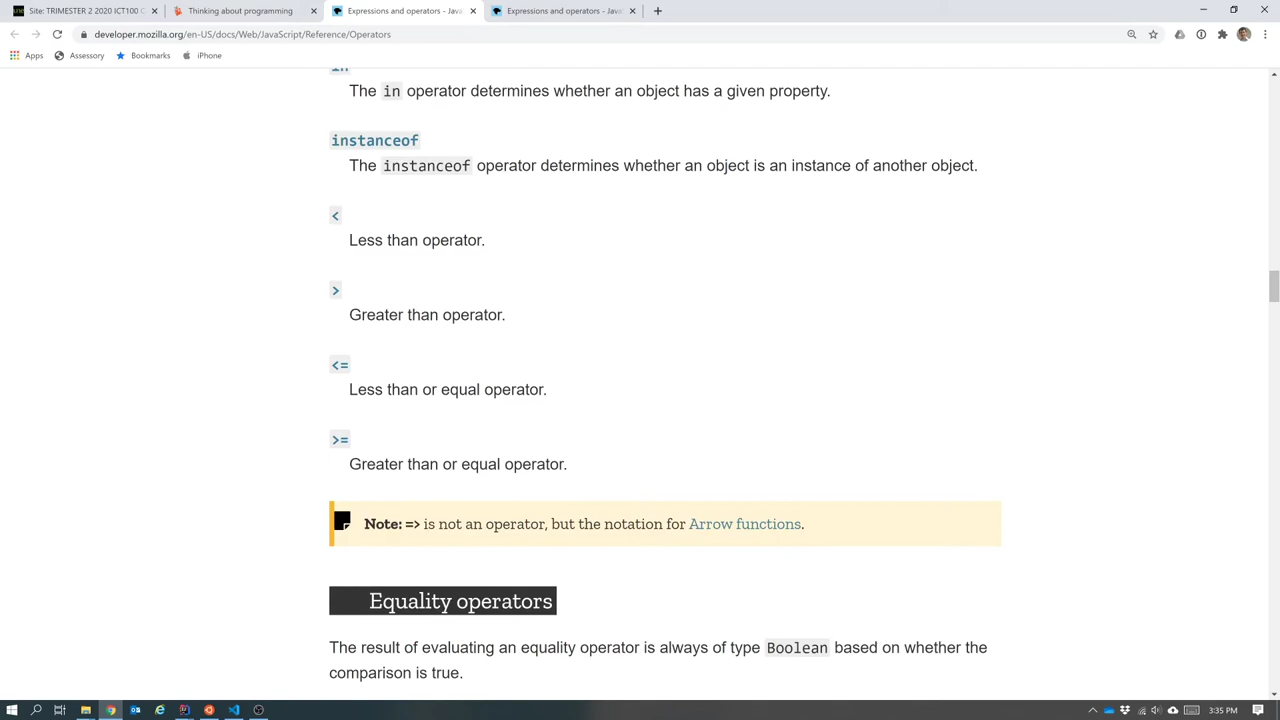 Site: TRIMESTER 2 2020 ICT100
Thinking about programming
Expressions and operators - Java
Expressions and operators - Java
developer.mozilla.org/en-US/docs/Web/JavaScript/Reference/Operators
Apps
Assessory
Bookmarks
iPhone
in
The in operator determines whether an object has a given property.
instanceof
The instanceof operator determines whether an object is an instance of another object.
<
Less than operator.
>
Greater than operator.
<=
Less than or equal operator.
>=
Greater than or equal operator.
Note: => is not an operator, but the notation for Arrow functions.
Equality operators
The result of evaluating an equality operator is always of type Boolean based on whether the
comparison is true.
3:35 PM